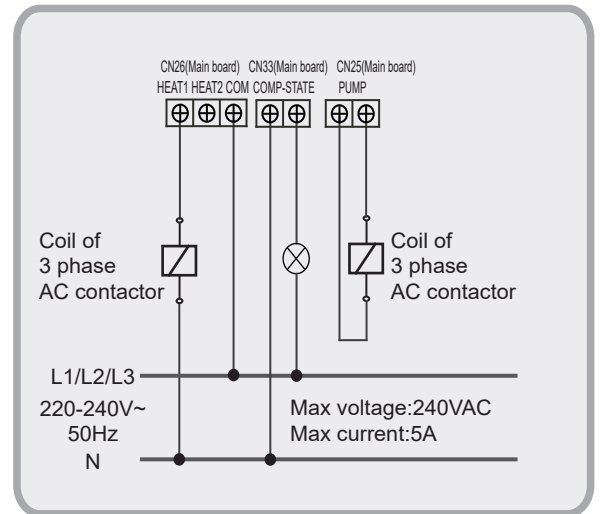 CN26(Main board) CN33(Main board) CN25(Main board)
HEAT1 HEAT2 COM COMP-STATE PUMP
Coil of
3 phase
AC contactor
Coil of
3 phase
AC contactor
L1/L2/L3
220-240V~
50Hz
N
Max voltage:240VAC
Max current:5A